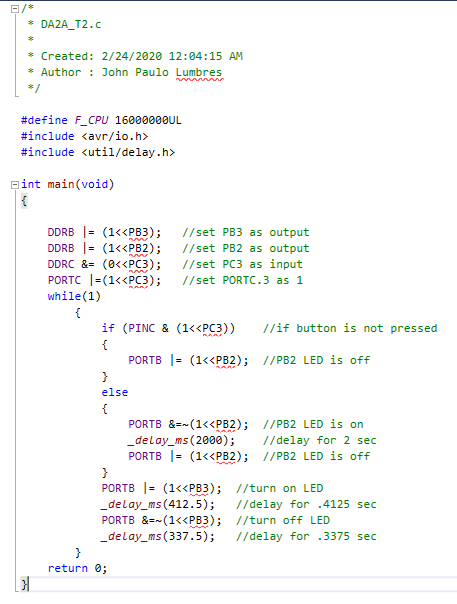 /*
 * DA2A_T2.c
 *
 * Created: 2/24/2020 12:04:15 AM
 * Author : John Paulo Lumbres
 */

#define F_CPU 16000000UL
#include <avr/io.h>
#include <util/delay.h>

int main(void)
{

    DDRB |= (1<<PB3);   //set PB3 as output
    DDRB |= (1<<PB2);   //set PB2 as output
    DDRC &= (0<<PC3);   //set PC3 as input
    PORTC |=(1<<PC3);   //set PORTC.3 as 1
    while(1)
        {
            if (PINC & (1<<PC3))    //if button is not pressed
            {
                PORTB |= (1<<PB2);  //PB2 LED is off
            }
            else
            {
                PORTB &=~(1<<PB2);  //PB2 LED is on
                _delay_ms(2000);    //delay for 2 sec
                PORTB |= (1<<PB2);  //PB2 LED is off
            }
            PORTB |= (1<<PB3);  //turn on LED
            _delay_ms(412.5);   //delay for .4125 sec
            PORTB &=~(1<<PB3);  //turn off LED
            _delay_ms(337.5);   //delay for .3375 sec
        }
    return 0;
}